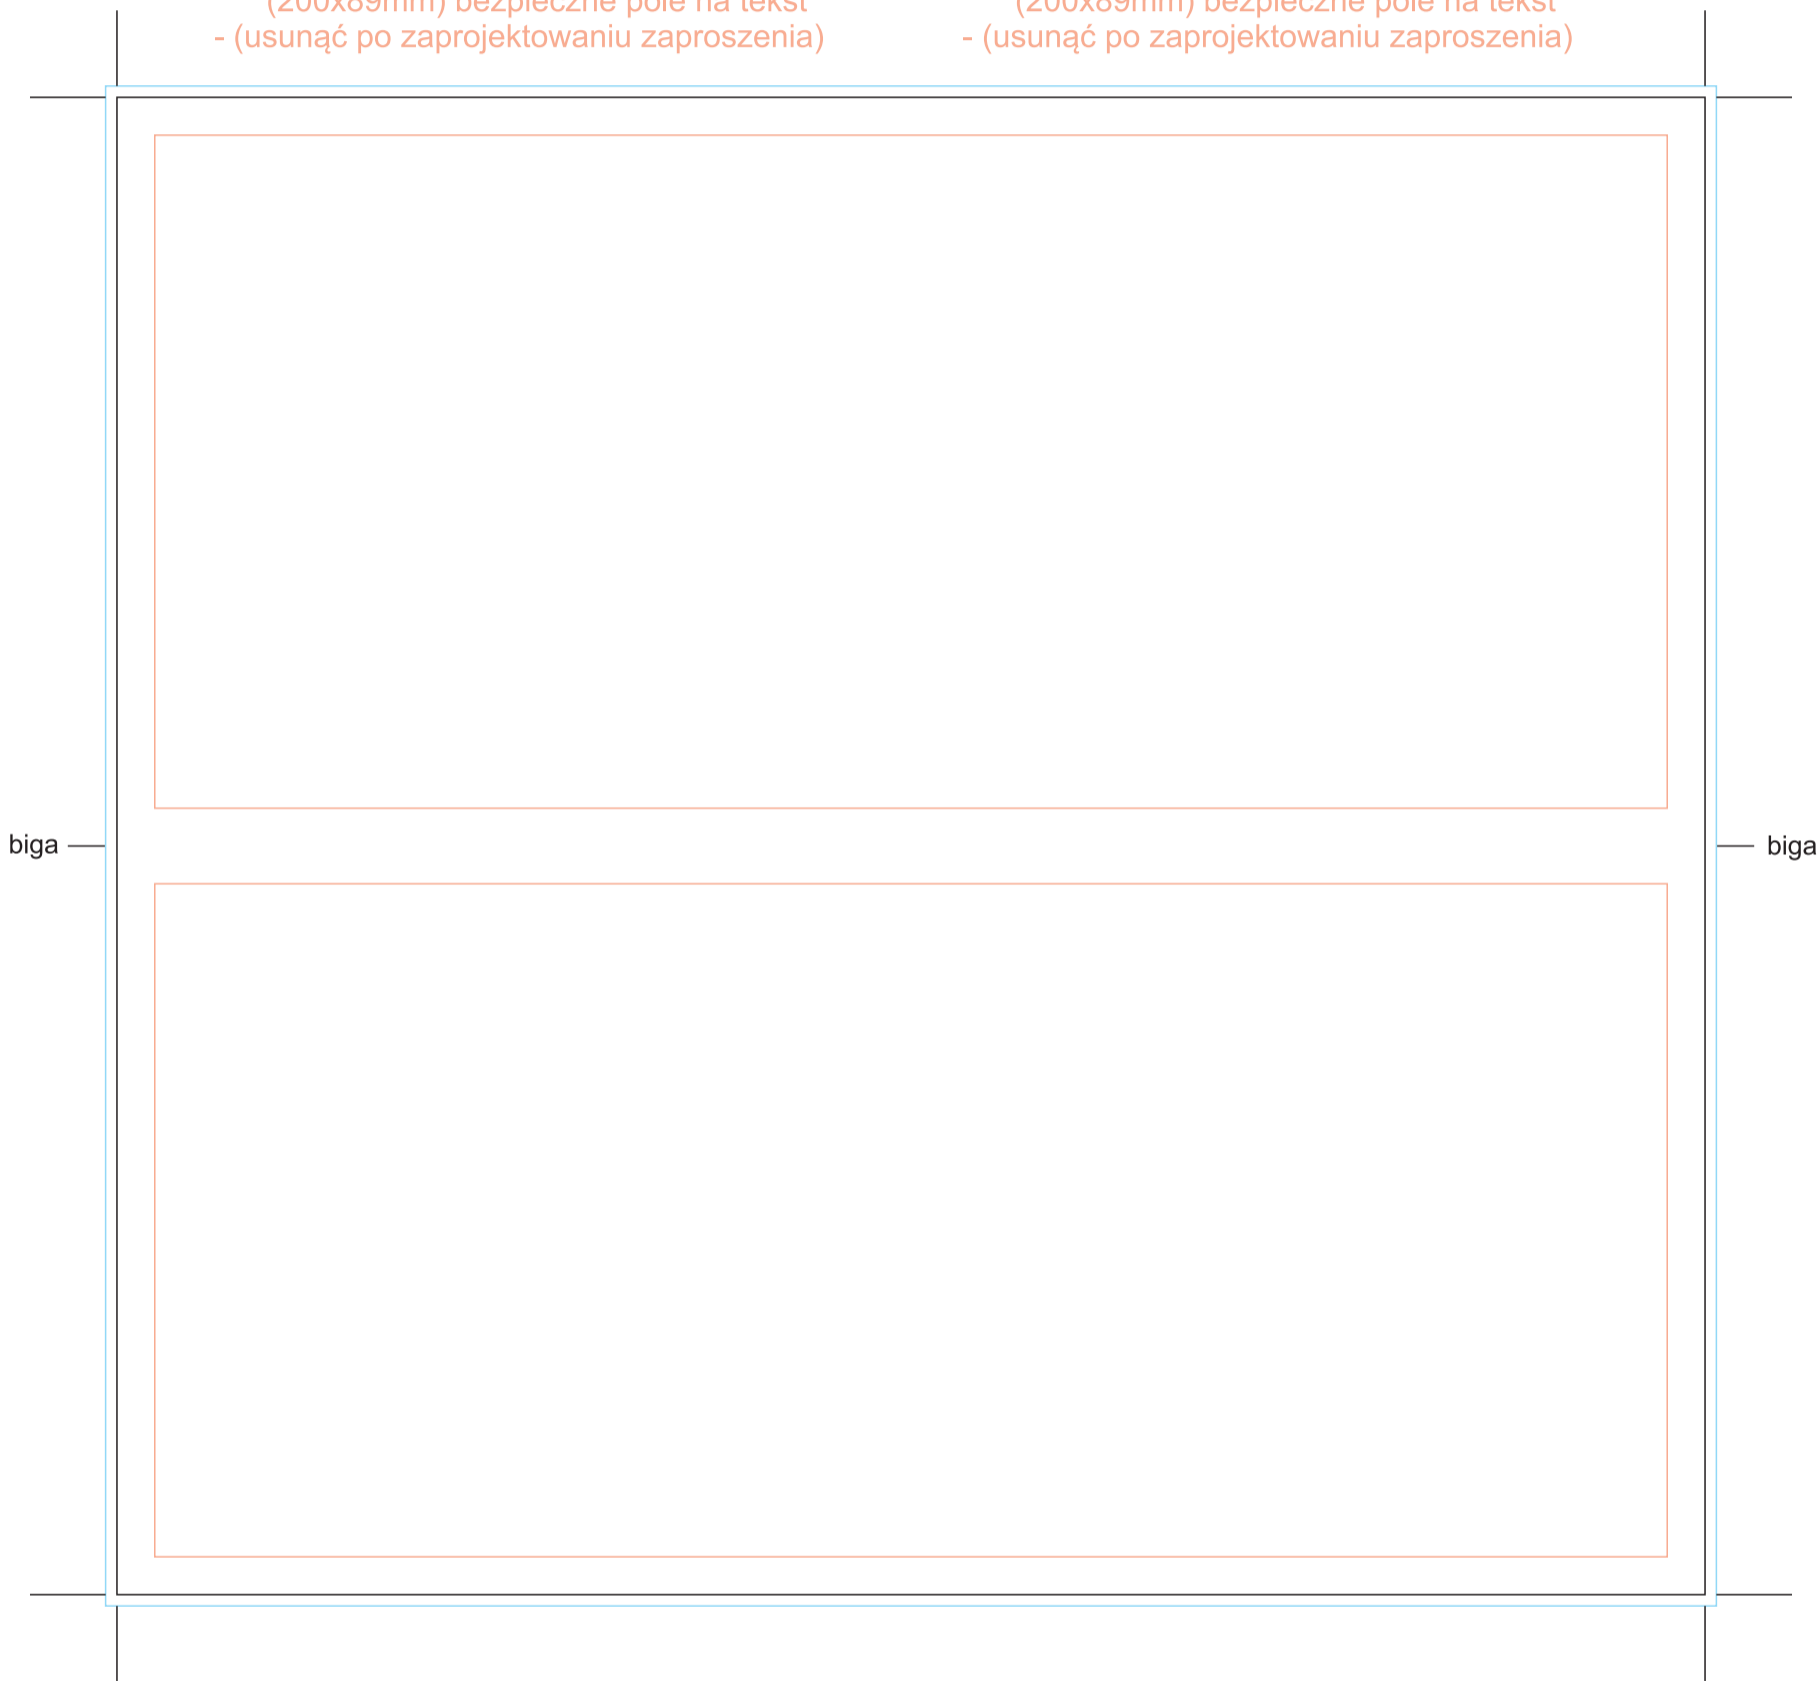 (200x89mm) bezpieczne pole na tekst
- (usunąć po zaprojektowaniu zaproszenia)
(200x89mm) bezpieczne pole na tekst
- (usunąć po zaprojektowaniu zaproszenia)
biga
biga